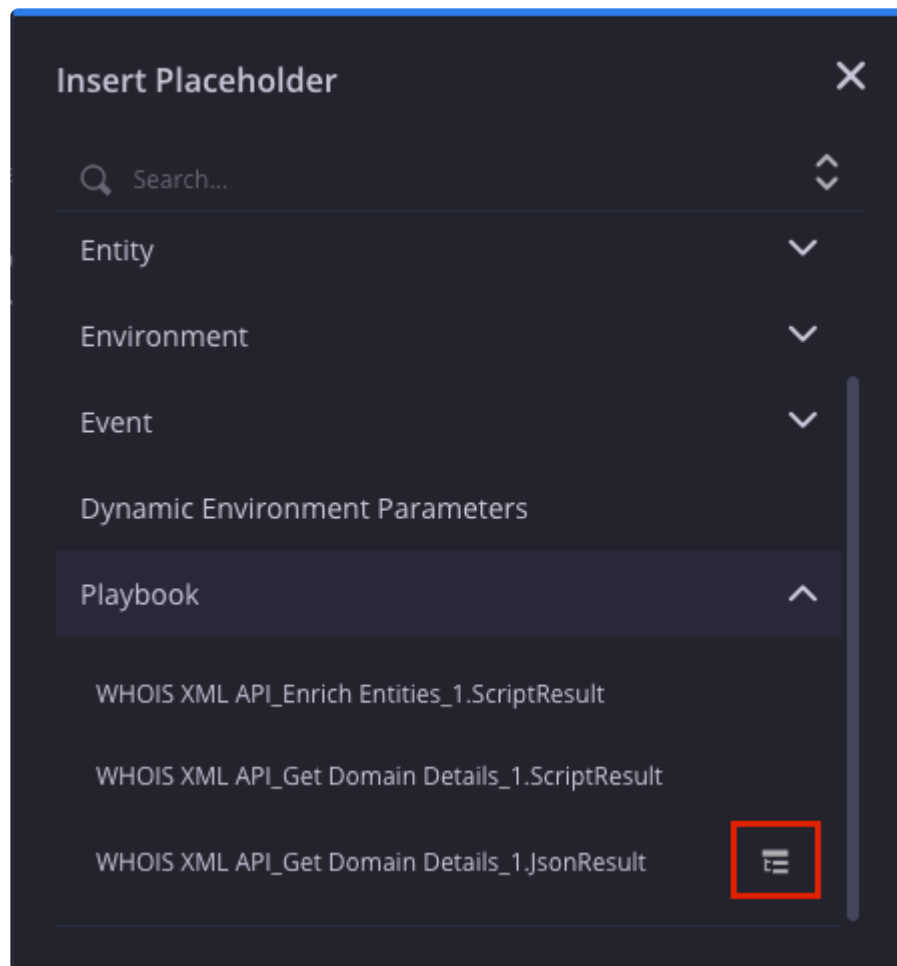 Insert Placeholder
Search...
Entity
Environment
Event
Dynamic Environment Parameters
Playbook
WHOIS XML API_Enrich Entities_1.ScriptResult
WHOIS XML API_Get Domain Details_1.ScriptResult
WHOIS XML API_Get Domain Details_1.JsonResult